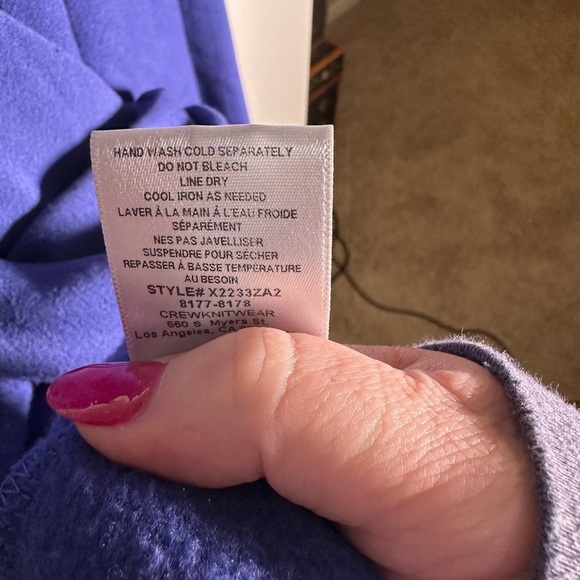 HAND WASH COLD SEPARATELY
DO NOT BLEACH
LINE DRY
COOL IRON AS NEEDED
LAVER À LA MAIN À L'EAU FROIDE
SÉPARÉMENT
NES PAS JAVELLISER
SUSPENDRE POUR SÉCHER
REPASSER À BASSE TEMPÉRATURE
AU BESOIN
STYLE# X2233ZA2
8177-8178
CREWKNITWEAR
660 S. Myers St.
Los Angeles,